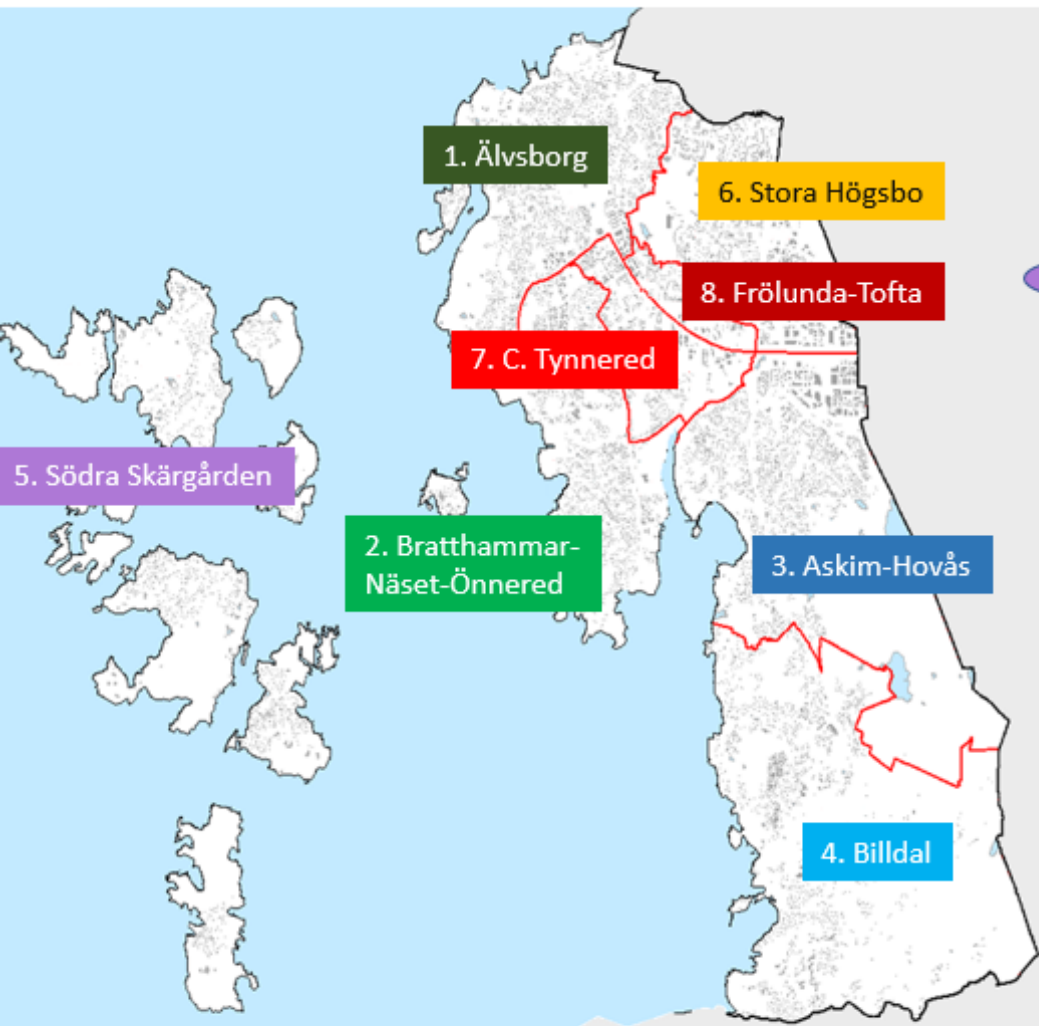 1. Älvsborg
6. Stora Högsbo
8. Frölunda-Tofta
7. C. Tynnered
5. Södra Skärgården
2. Bratthammar-
Näset-Önnered
3. Askim-Hovås
4. Billdal